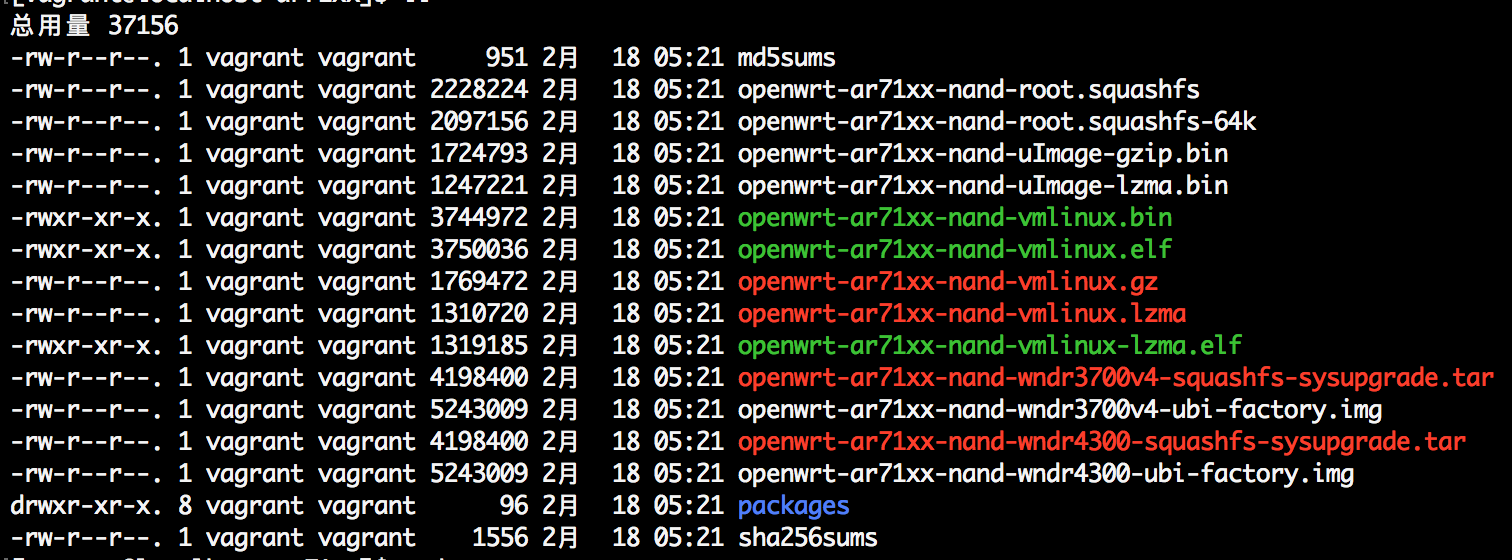 总用量 37156
-rw-r--r--. 1 vagrant vagrant     951 2月  18 05:21 md5sums
-rw-r--r--. 1 vagrant vagrant 2228224 2月  18 05:21 openwrt-ar71xx-nand-root.squashfs
-rw-r--r--. 1 vagrant vagrant 2097156 2月  18 05:21 openwrt-ar71xx-nand-root.squashfs-64k
-rw-r--r--. 1 vagrant vagrant 1724793 2月  18 05:21 openwrt-ar71xx-nand-uImage-gzip.bin
-rw-r--r--. 1 vagrant vagrant 1247221 2月  18 05:21 openwrt-ar71xx-nand-uImage-lzma.bin
-rwxr-xr-x. 1 vagrant vagrant 3744972 2月  18 05:21 openwrt-ar71xx-nand-vmlinux.bin
-rwxr-xr-x. 1 vagrant vagrant 3750036 2月  18 05:21 openwrt-ar71xx-nand-vmlinux.elf
-rw-r--r--. 1 vagrant vagrant 1769472 2月  18 05:21 openwrt-ar71xx-nand-vmlinux.gz
-rw-r--r--. 1 vagrant vagrant 1310720 2月  18 05:21 openwrt-ar71xx-nand-vmlinux.lzma
-rwxr-xr-x. 1 vagrant vagrant 1319185 2月  18 05:21 openwrt-ar71xx-nand-vmlinux-lzma.elf
-rw-r--r--. 1 vagrant vagrant 4198400 2月  18 05:21 openwrt-ar71xx-nand-wndr3700v4-squashfs-sysupgrade.tar
-rw-r--r--. 1 vagrant vagrant 5243009 2月  18 05:21 openwrt-ar71xx-nand-wndr3700v4-ubi-factory.img
-rw-r--r--. 1 vagrant vagrant 4198400 2月  18 05:21 openwrt-ar71xx-nand-wndr4300-squashfs-sysupgrade.tar
-rw-r--r--. 1 vagrant vagrant 5243009 2月  18 05:21 openwrt-ar71xx-nand-wndr4300-ubi-factory.img
drwxr-xr-x. 8 vagrant vagrant      96 2月  18 05:21 packages
-rw-r--r--. 1 vagrant vagrant    1556 2月  18 05:21 sha256sums